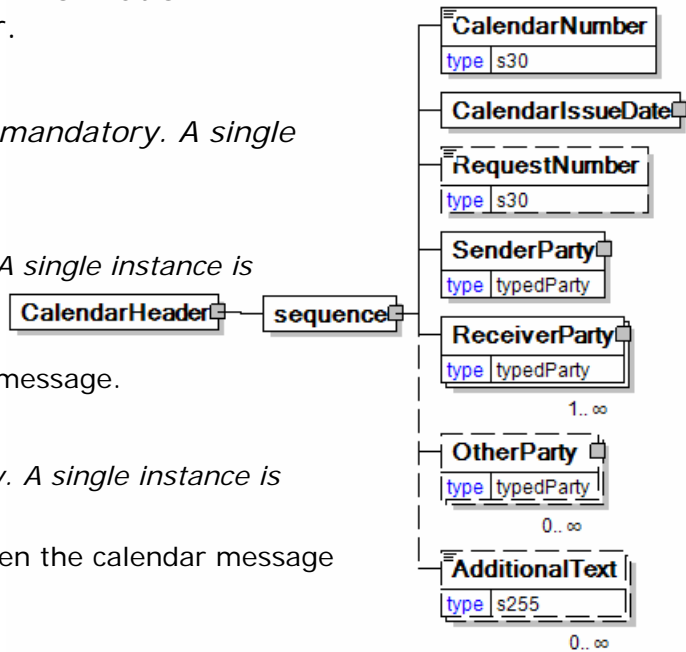 r.
mandatory. A single
A single instance is
message.
. A single instance is
en the calendar message
CalendarHeader
sequence
CalendarNumber
type s30
CalendarIssueDate
RequestNumber
type s30
SenderParty
type typedParty
ReceiverParty
type typedParty
1.. ∞
OtherParty
type typedParty
0.. ∞
AdditionalText
type s255
0.. ∞